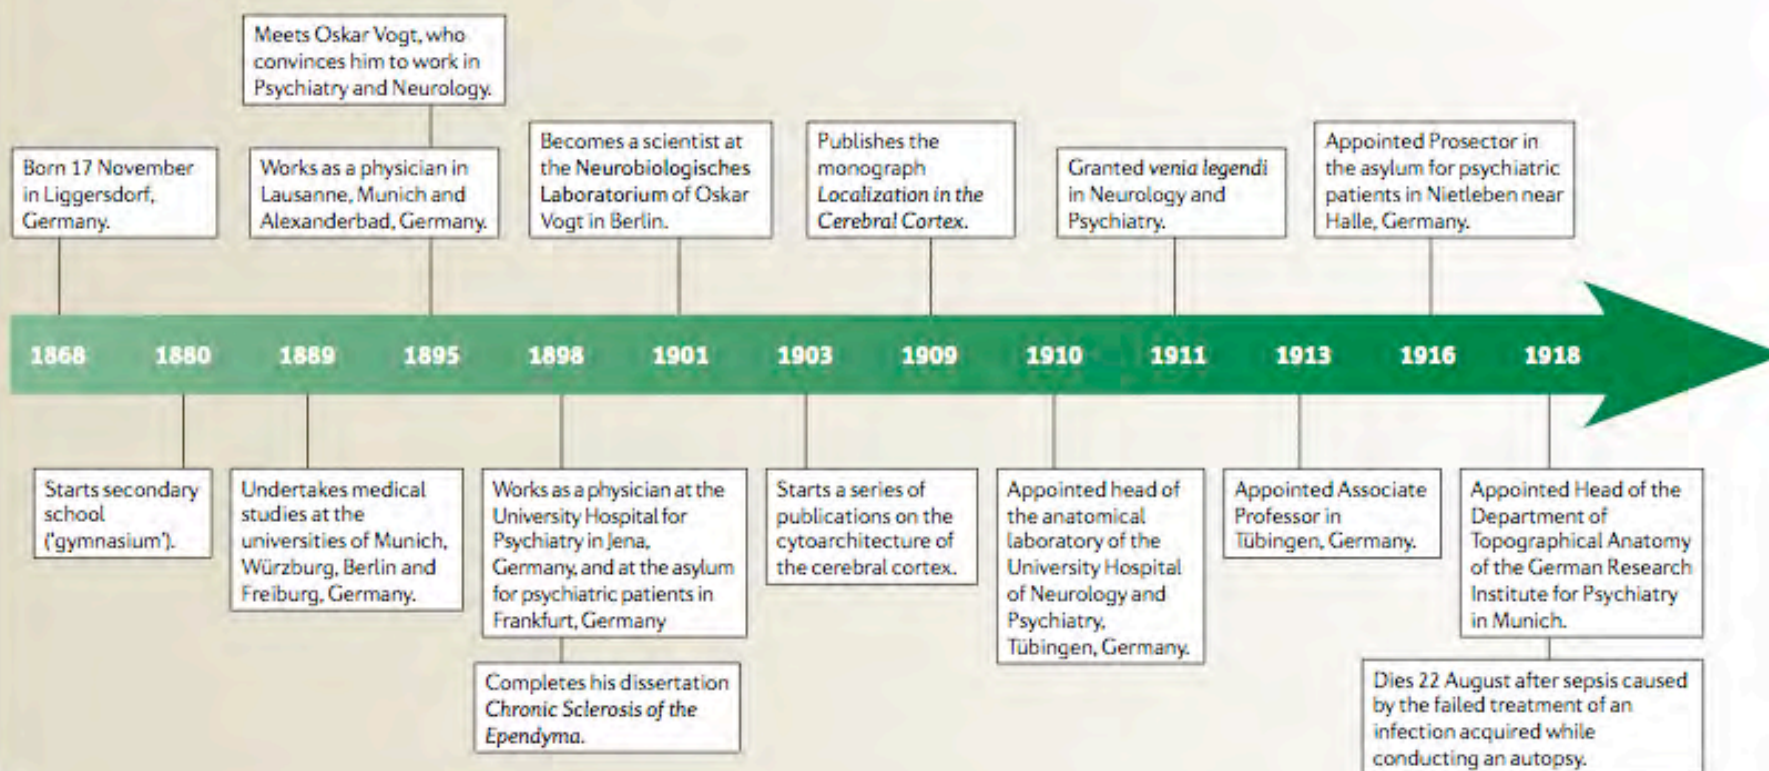 Meets Oskar Vogt, who
convinces him to work in
Psychiatry and Neurology.
Born 17 November
in Liggersdorf,
Germany.
Works as a physician in
Lausanne, Munich and
Alexanderbad, Germany.
Becomes a scientist at
the Neurobiologisches
Laboratorium of Oskar
Vogt in Berlin.
Publishes the
monograph
Localization in the
Cerebral Cortex.
Granted venia legendi
in Neurology and
Psychiatry.
Appointed Prosector in
the asylum for psychiatric
patients in Nietleben near
Halle, Germany.
1868 1880 1889 1895 1898 1901 1903 1909 1910 1911 1913 1916 1918
Starts secondary
school
('gymnasium').
Undertakes medical
studies at the
universities of Munich,
Würzburg, Berlin and
Freiburg, Germany.
Works as a physician at the
University Hospital for
Psychiatry in Jena,
Germany, and at the asylum
for psychiatric patients in
Frankfurt, Germany
Completes his dissertation
Chronic Sclerosis of the
Ependyma.
Starts a series of
publications on the
cytoarchitecture of
the cerebral cortex.
Appointed head of
the anatomical
laboratory of the
University Hospital
of Neurology and
Psychiatry,
Tübingen, Germany.
Appointed Associate
Professor in
Tübingen, Germany.
Appointed Head of the
Department of
Topographical Anatomy
of the German Research
Institute for Psychiatry
in Munich.
Dies 22 August after sepsis caused
by the failed treatment of an
infection acquired while
conducting an autopsy.